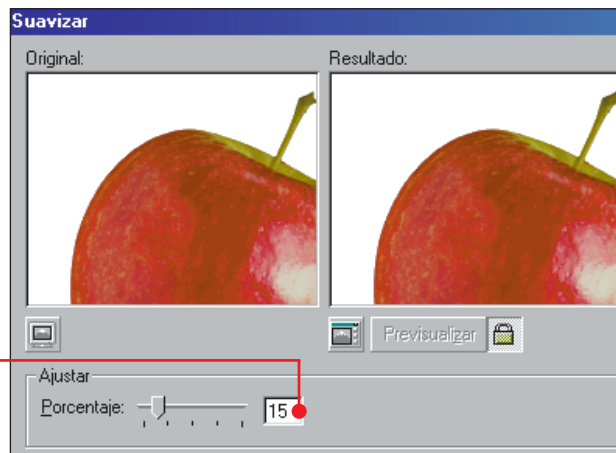 Suavizar
Original:
Resultado:
Previsualizar
Ajustar
Porcentaje:
15